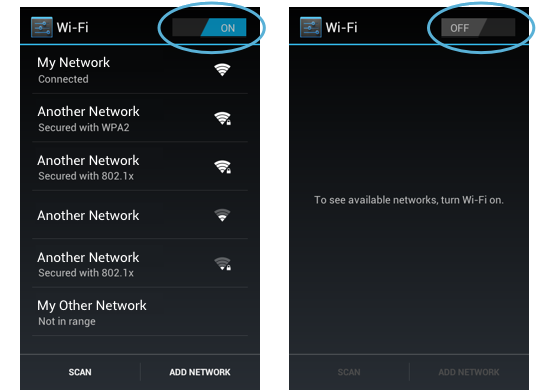 Wi-Fi
ON
My Network
Connected
Another Network
Secured with WPA2
Another Network
Secured with 802.1x
Another Network
Another Network
Secured with 802.1x
My Other Network
Not in range
SCAN
ADD NETWORK
Wi-Fi
OFF
To see available networks, turn Wi-Fi on.
SCAN
ADD NETWORK